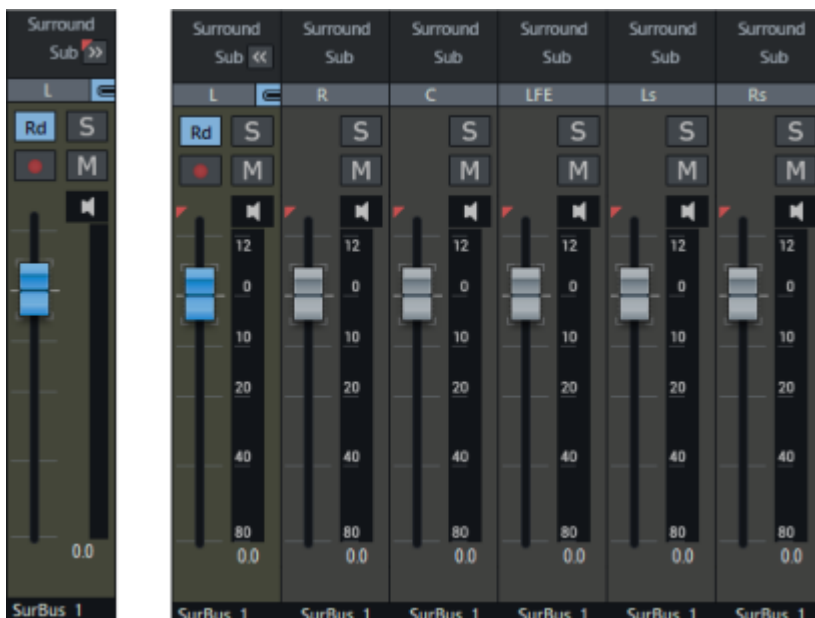 Surround
Sub »
L
Rd S
M
0.0
SurBus 1
Surround Surround Surround Surround Surround Surround
Sub « Sub Sub Sub Sub Sub
L R C LFE Ls Rs
Rd S S S S S S
M M M M M M
12 12 12 12 12 12
0 0 0 0 0 0
10 10 10 10 10 10
20 20 20 20 20 20
40 40 40 40 40 40
80 80 80 80 80 80
0.0 0.0 0.0 0.0 0.0 0.0
SurBus 1 SurBus 1 SurBus 1 SurBus 1 SurBus 1 SurBus 1